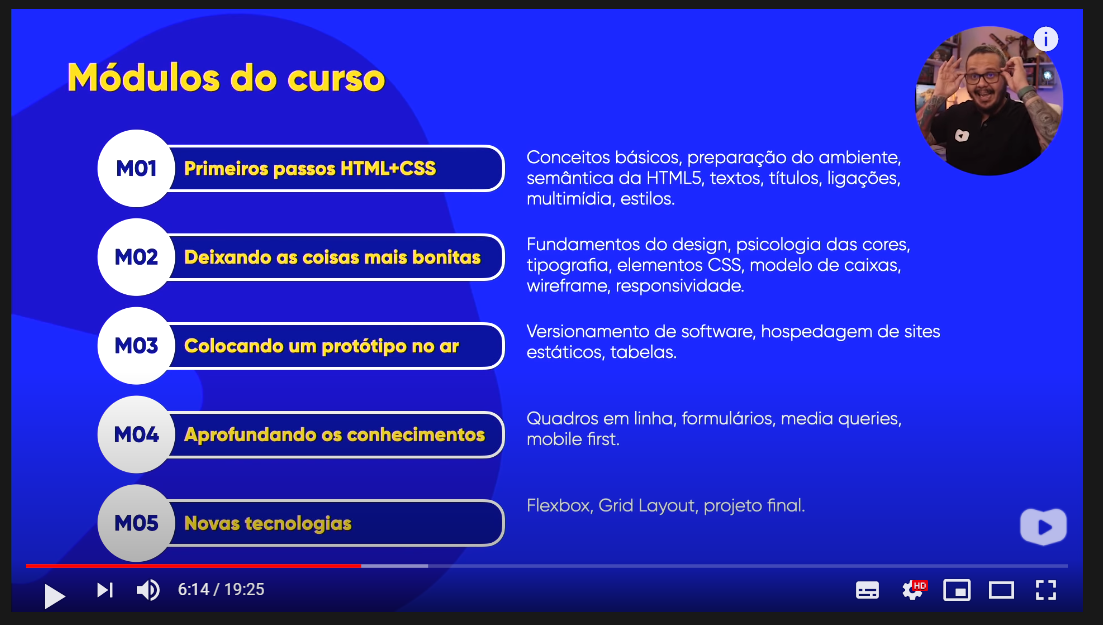 Módulos do curso
M01
Primeiros passos HTML+CSS
Conceitos básicos, preparação do ambiente,
semântica da HTML5, textos, títulos, ligações,
multimídia, estilos.
M02
Deixando as coisas mais bonitas
Fundamentos do design, psicologia das cores,
tipografia, elementos CSS, modelo de caixas,
wireframe, responsividade.
M03
Colocando um protótipo no ar
Versionamento de software, hospedagem de sites
estáticos, tabelas.
M04
Aprofundando os conhecimentos
Quadros em linha, formulários, media queries,
mobile first.
M05
Novas tecnologias
Flexbox, Grid Layout, projeto final.
6:14 / 19:25
HD